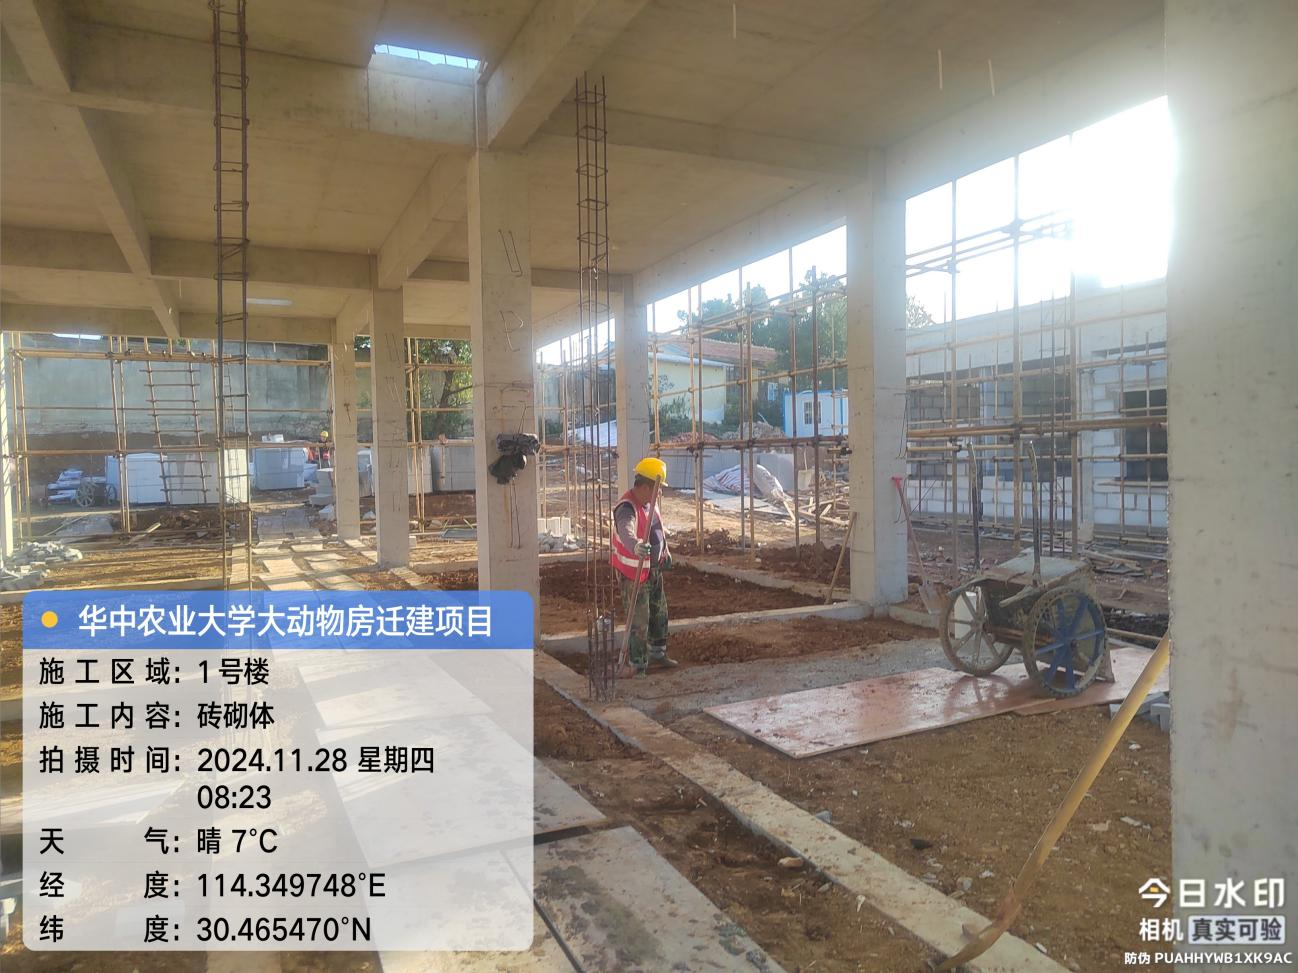 华中农业大学大动物房迁建项目
施工区域：1号楼
施工内容：砖砌体
拍摄时间：2024.11.28 星期四
08:23
天气：晴 7°C
经度：114.349748°E
纬度：30.465470°N
今日水印
相机 真实可验
防伪 PUAHHYWB1XK9AC